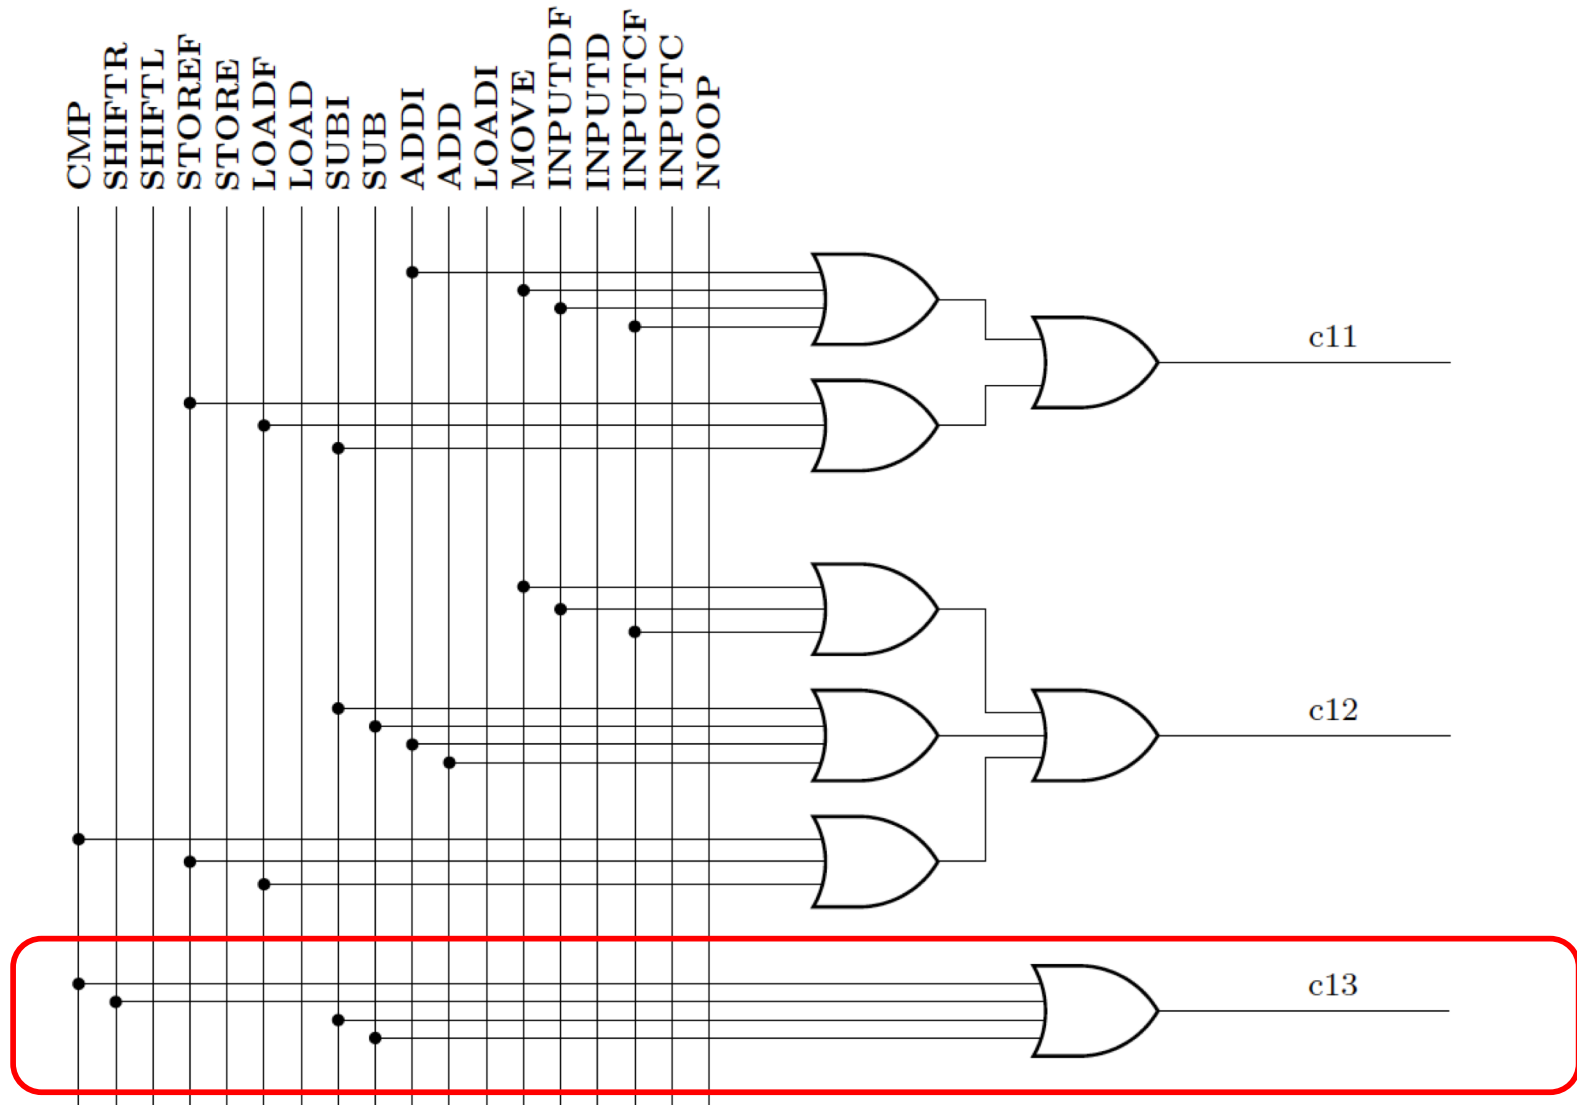 CMP
SHIFTR
SHIFTL
STOREF
STORE
LOADF
LOAD
SUBI
SUB
ADDI
ADD
LOADI
MOVE
INPUTDF
INPUTD
INPUTCF
INPUTC
NOOP
c11
c12
c13